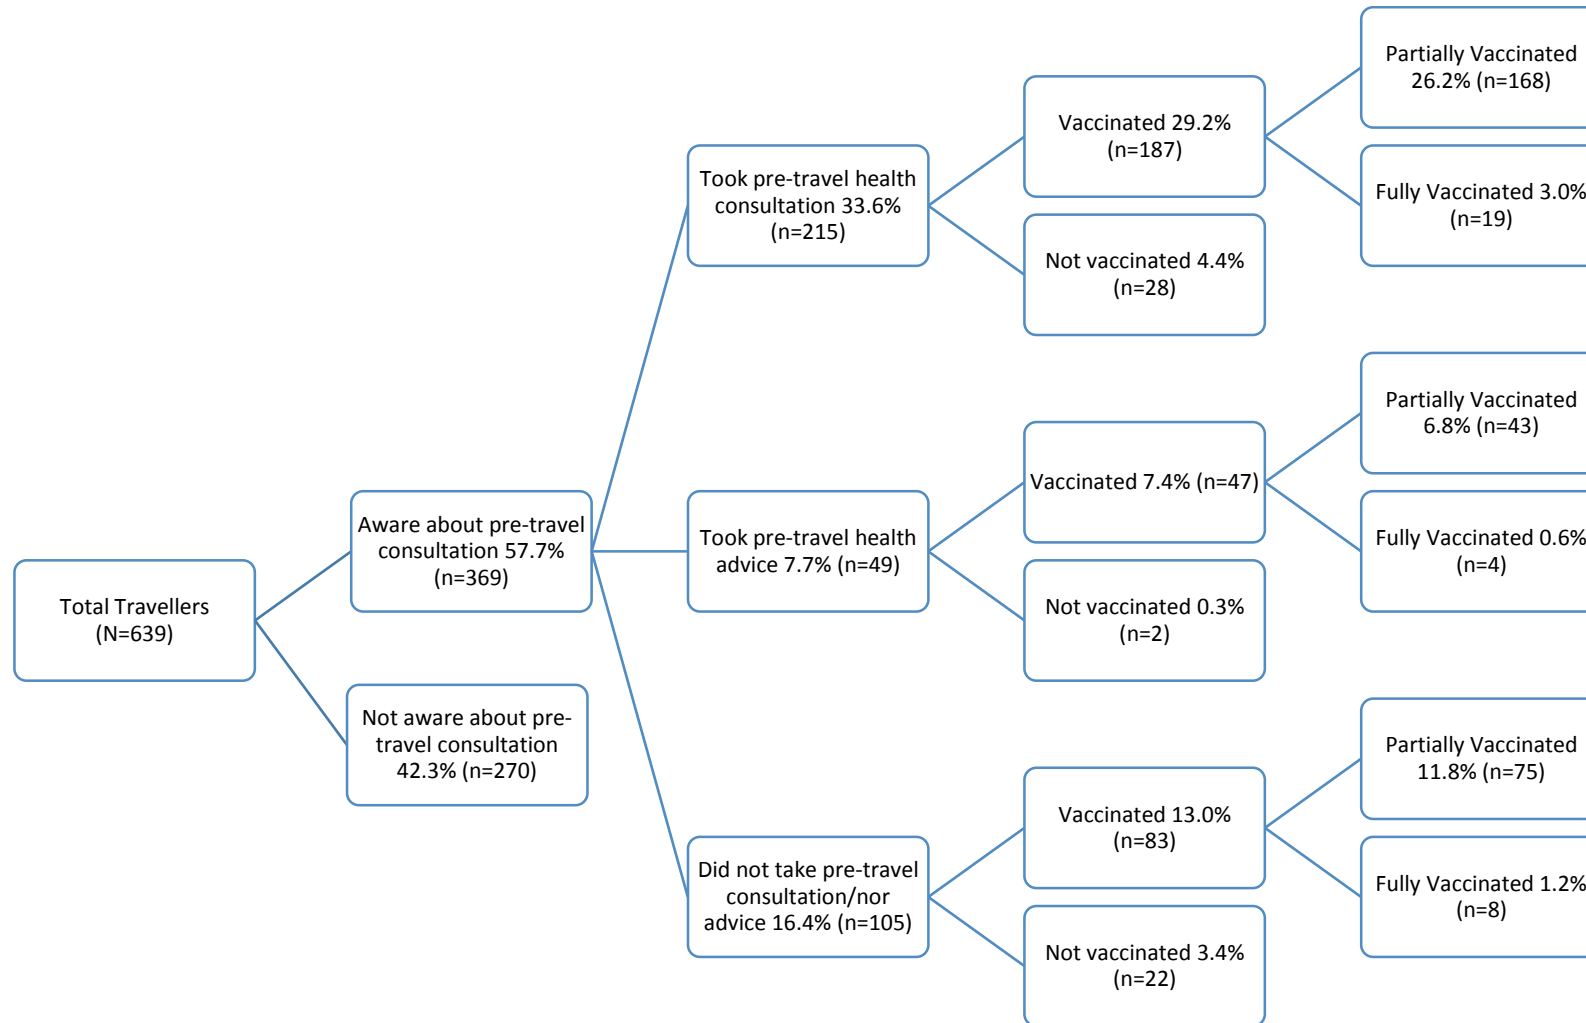 Total Travellers
(N=639)
Aware about pre-travel
consultation 57.7%
(n=369)
Not aware about pre-
travel consultation
42.3% (n=270)
Took pre-travel health
consultation 33.6%
(n=215)
Vaccinated 29.2%
(n=187)
Partially Vaccinated
26.2% (n=168)
Fully Vaccinated 3.0%
(n=19)
Not vaccinated 4.4%
(n=28)
Took pre-travel health
advice 7.7% (n=49)
Vaccinated 7.4% (n=47)
Partially Vaccinated
6.8% (n=43)
Fully Vaccinated 0.6%
(n=4)
Not vaccinated 0.3%
(n=2)
Did not take pre-travel
consultation/nor
advice 16.4% (n=105)
Vaccinated 13.0%
(n=83)
Partially Vaccinated
11.8% (n=75)
Fully Vaccinated 1.2%
(n=8)
Not vaccinated 3.4%
(n=22)